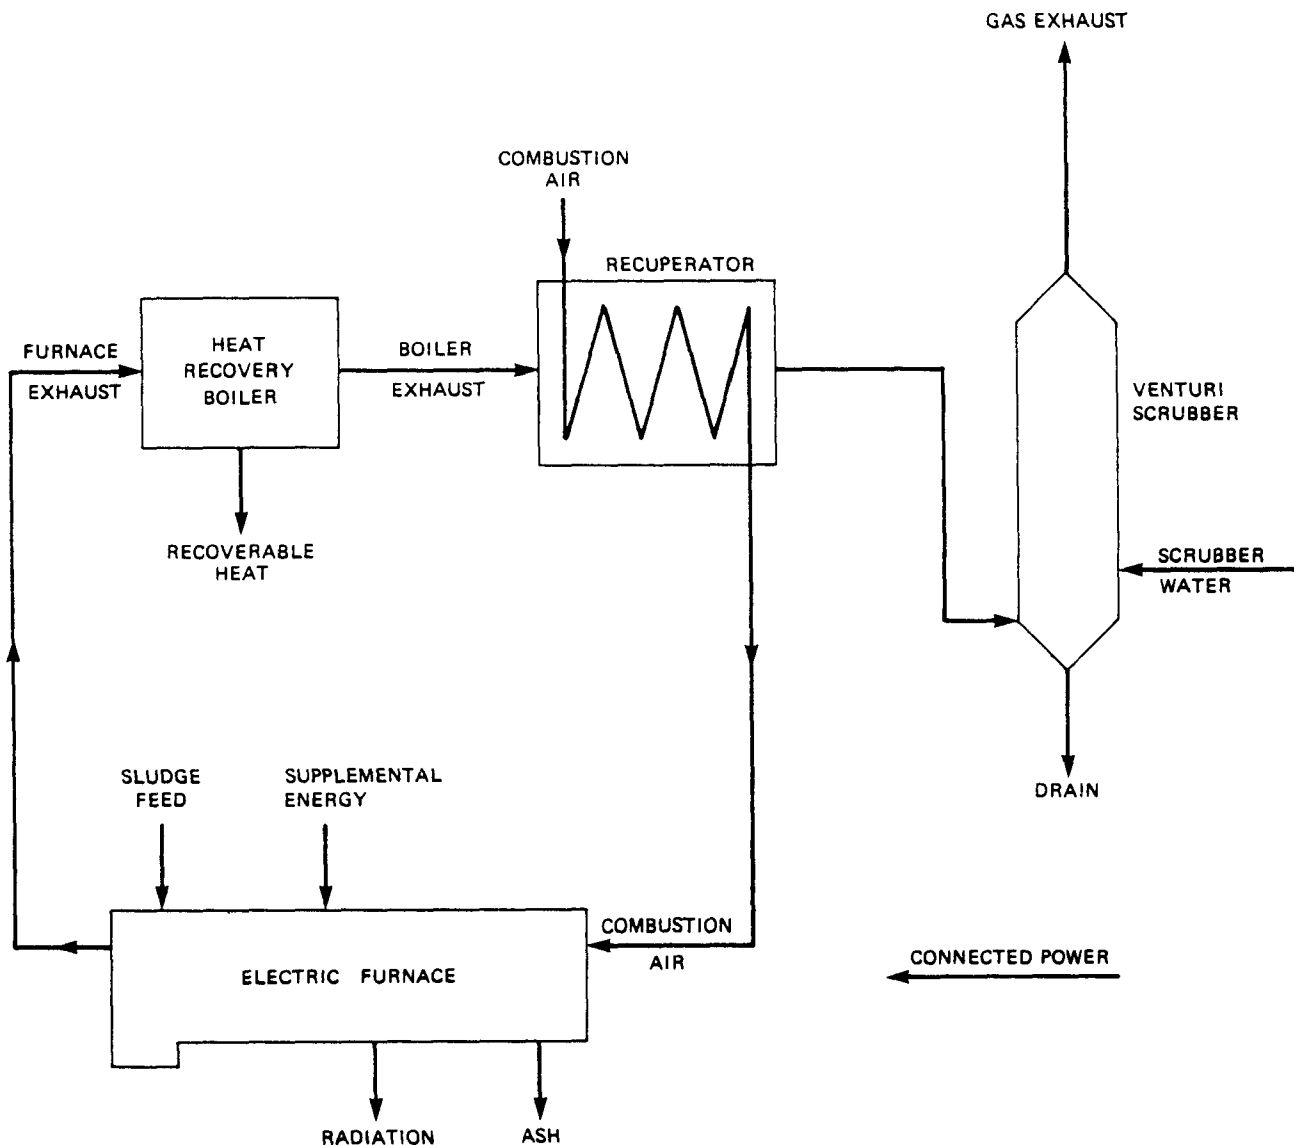 GAS EXHAUST
COMBUSTION
AIR
RECUPERATOR
FURNACE
EXHAUST
HEAT
RECOVERY
BOILER
BOILER
EXHAUST
VENTURI
SCRUBBER
RECOVERABLE
HEAT
SCRUBBER
WATER
SLUDGE
FEED
SUPPLEMENTAL
ENERGY
DRAIN
COMBUSTION
AIR
ELECTRIC FURNACE
CONNECTED POWER
RADIATION
ASH